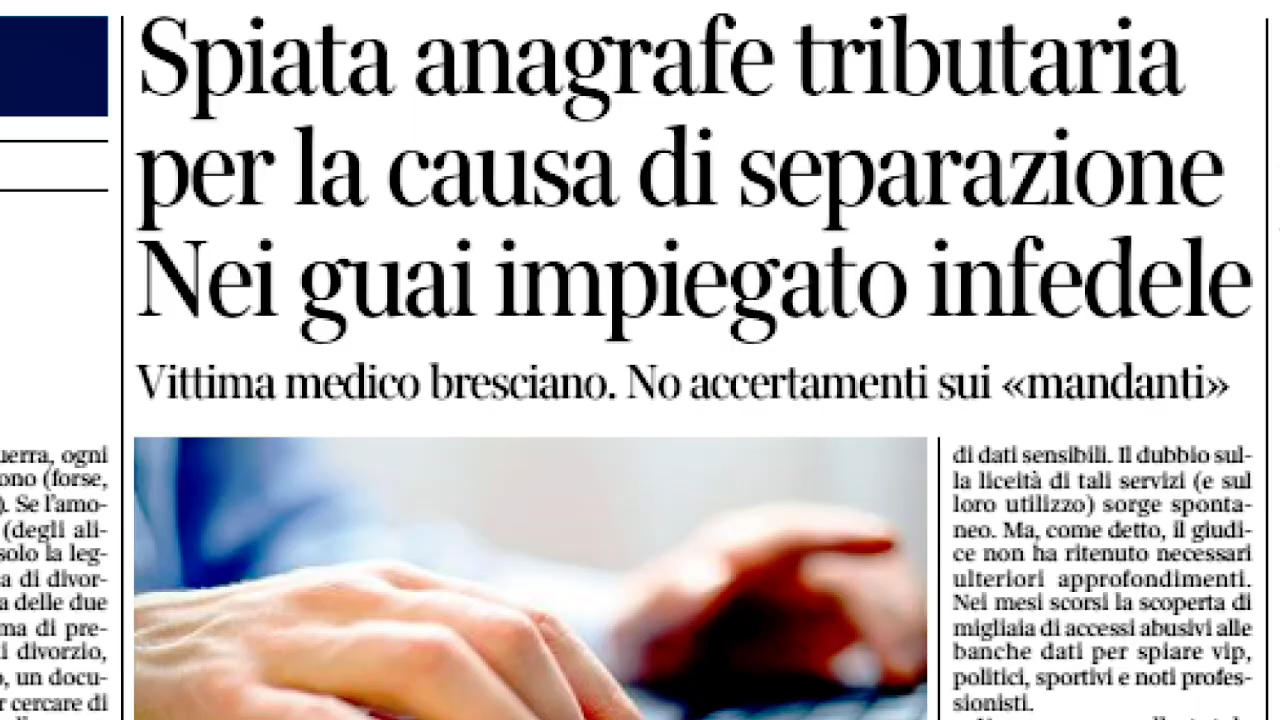 Spiata anagrafe tributaria
per la causa di separazione
Nei guai impiegato infedele
Vittima medico bresciano. No accertamenti sui «mandanti»
uerra, ogni
ono (forse,
). Se l'amo-
(degli ali-
solo la leg-
a di divor-
a delle due
ma di pre-
i divorzio,
o, un docu-
r cercare di
di dati sensibili. Il dubbio sul-
la liceità di tali servizi (e sul
loro utilizzo) sorge sponta-
neo. Ma, come detto, il giudi-
ce non ha ritenuto necessari
ulteriori approfondimenti.
Nei mesi scorsi la scoperta di
migliaia di accessi abusivi alle
banche dati per spiare vip,
politici, sportivi e noti profes-
sionisti.